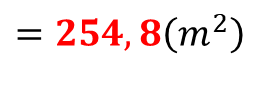 = 254,8(m²)